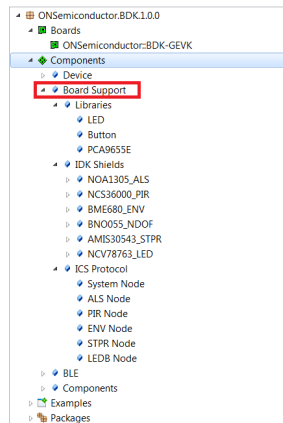 ONSemiconductor.BDK.1.0.0
Boards
ONSemiconductor::BDK-GEVK
Components
Device
Board Support
Libraries
LED
Button
PCA9655E
IDK Shields
NOA1305_ALS
NCS36000_PIR
BME680_ENV
BNO055_NDOF
AMIS30543_STPR
NCV78763_LED
ICS Protocol
System Node
ALS Node
PIR Node
ENV Node
STPR Node
LEDB Node
BLE
Components
Examples
Packages